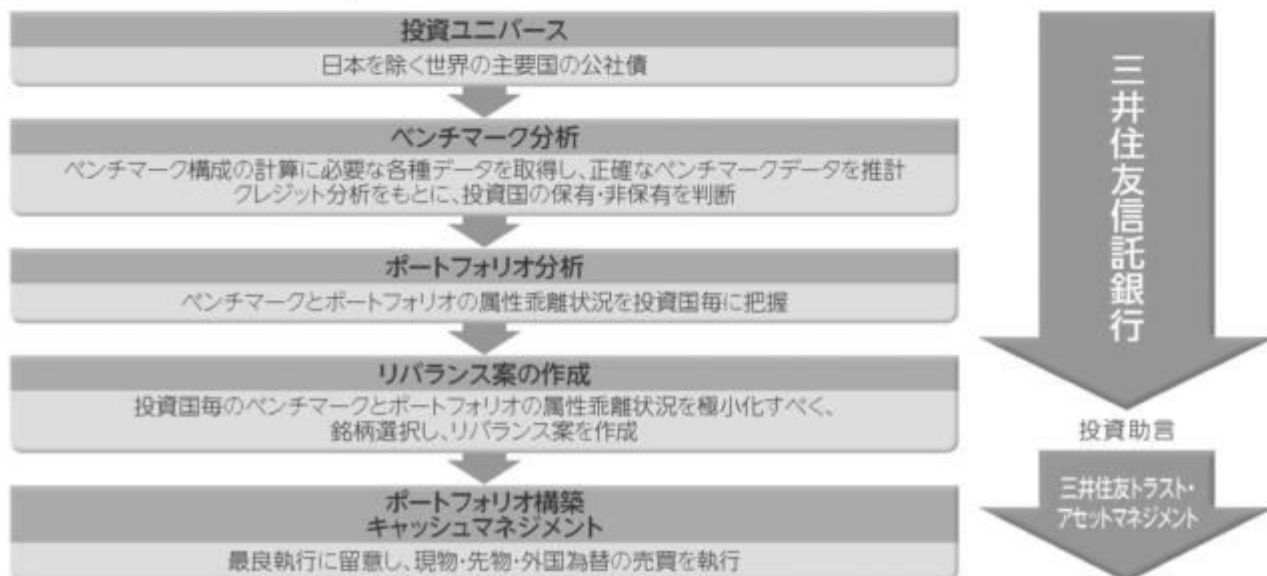 投資ユニバース
日本を除く世界の主要国の公社債
ベンチマーク分析
ベンチマーク構成の計算に必要な各種データを取得し、正確なベンチマークデータを推計
クレジット分析をもとに、投資国の保有・非保有を判断
ポートフォリオ分析
ベンチマークとポートフォリオの属性乖離状況を投資国毎に把握
リバランス案の作成
投資国毎のベンチマークとポートフォリオの属性乖離状況を極小化すべく、
銘柄選択し、リバランス案を作成
ポートフォリオ構築
キャッシュマネジメント
最良執行に留意し、現物・先物・外国為替の売買を執行
三井住友信託銀行
投資助言
三井住友トラスト・
アセットマネジメント